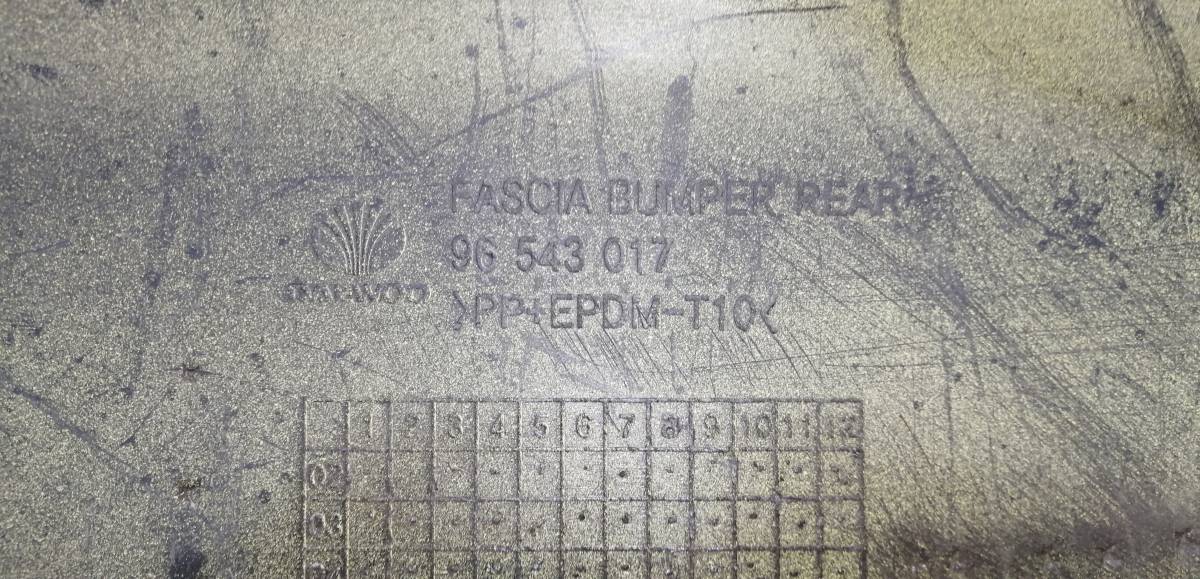 FASCIA BUMPER REAR
96 543 017
DAEWOO
>PP+EPDM-T10<
1 2 3 4 5 6 7 8 9 10 11 12
02
03